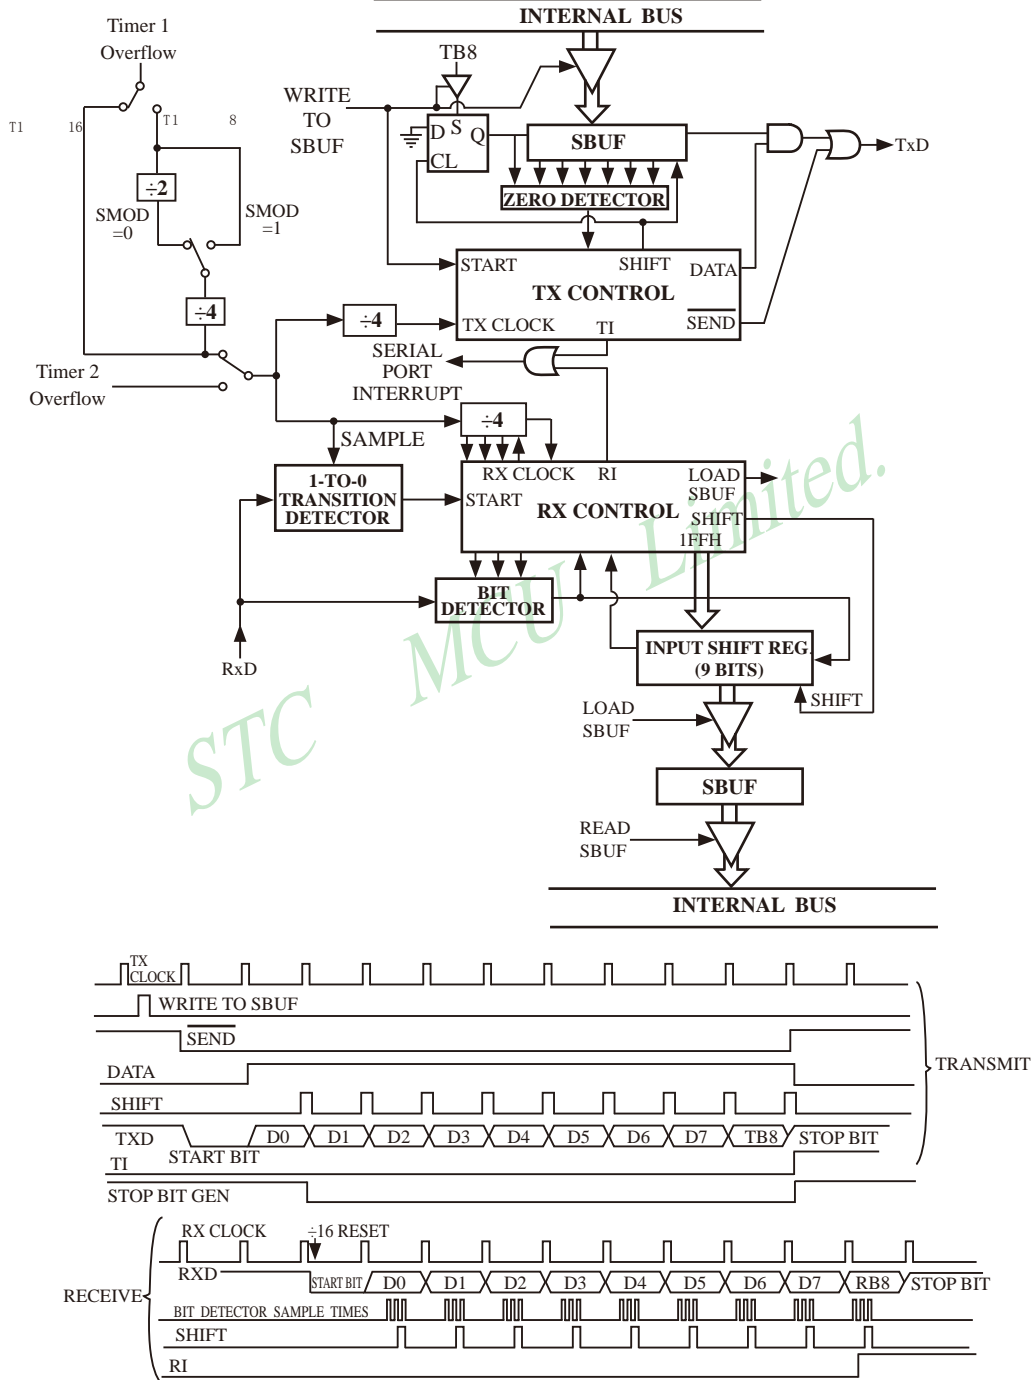 INTERNAL BUS
Timer 1
Overflow
TB8
WRITE
TO
SBUF
T1 16 T1 8
D S Q
CL
SBUF
TxD
÷2
ZERO DETECTOR
SMOD
=0
SMOD
=1
START SHIFT DATA
TX CONTROL
÷4
÷4
TX CLOCK TI SEND
SERIAL
PORT
INTERRUPT
Timer 2
Overflow
÷4
SAMPLE
RX CLOCK RI LOAD
SBUF
1-TO-0
TRANSITION
DETECTOR
START
RX CONTROL
SHIFT
1FFH
BIT
DETECTOR
RxD
INPUT SHIFT REG.
(9 BITS)
LOAD
SBUF
SHIFT
SBUF
READ
SBUF
INTERNAL BUS
STC MCU Limited.
TX
CLOCK
WRITE TO SBUF
SEND
DATA
TRANSMIT
SHIFT
TXD START BIT D0 D1 D2 D3 D4 D5 D6 D7 TB8 STOP BIT
TI
STOP BIT GEN
RX CLOCK ÷16 RESET
RXD START BIT D0 D1 D2 D3 D4 D5 D6 D7 RB8 STOP BIT
RECEIVE
BIT DETECTOR SAMPLE TIMES
SHIFT
RI